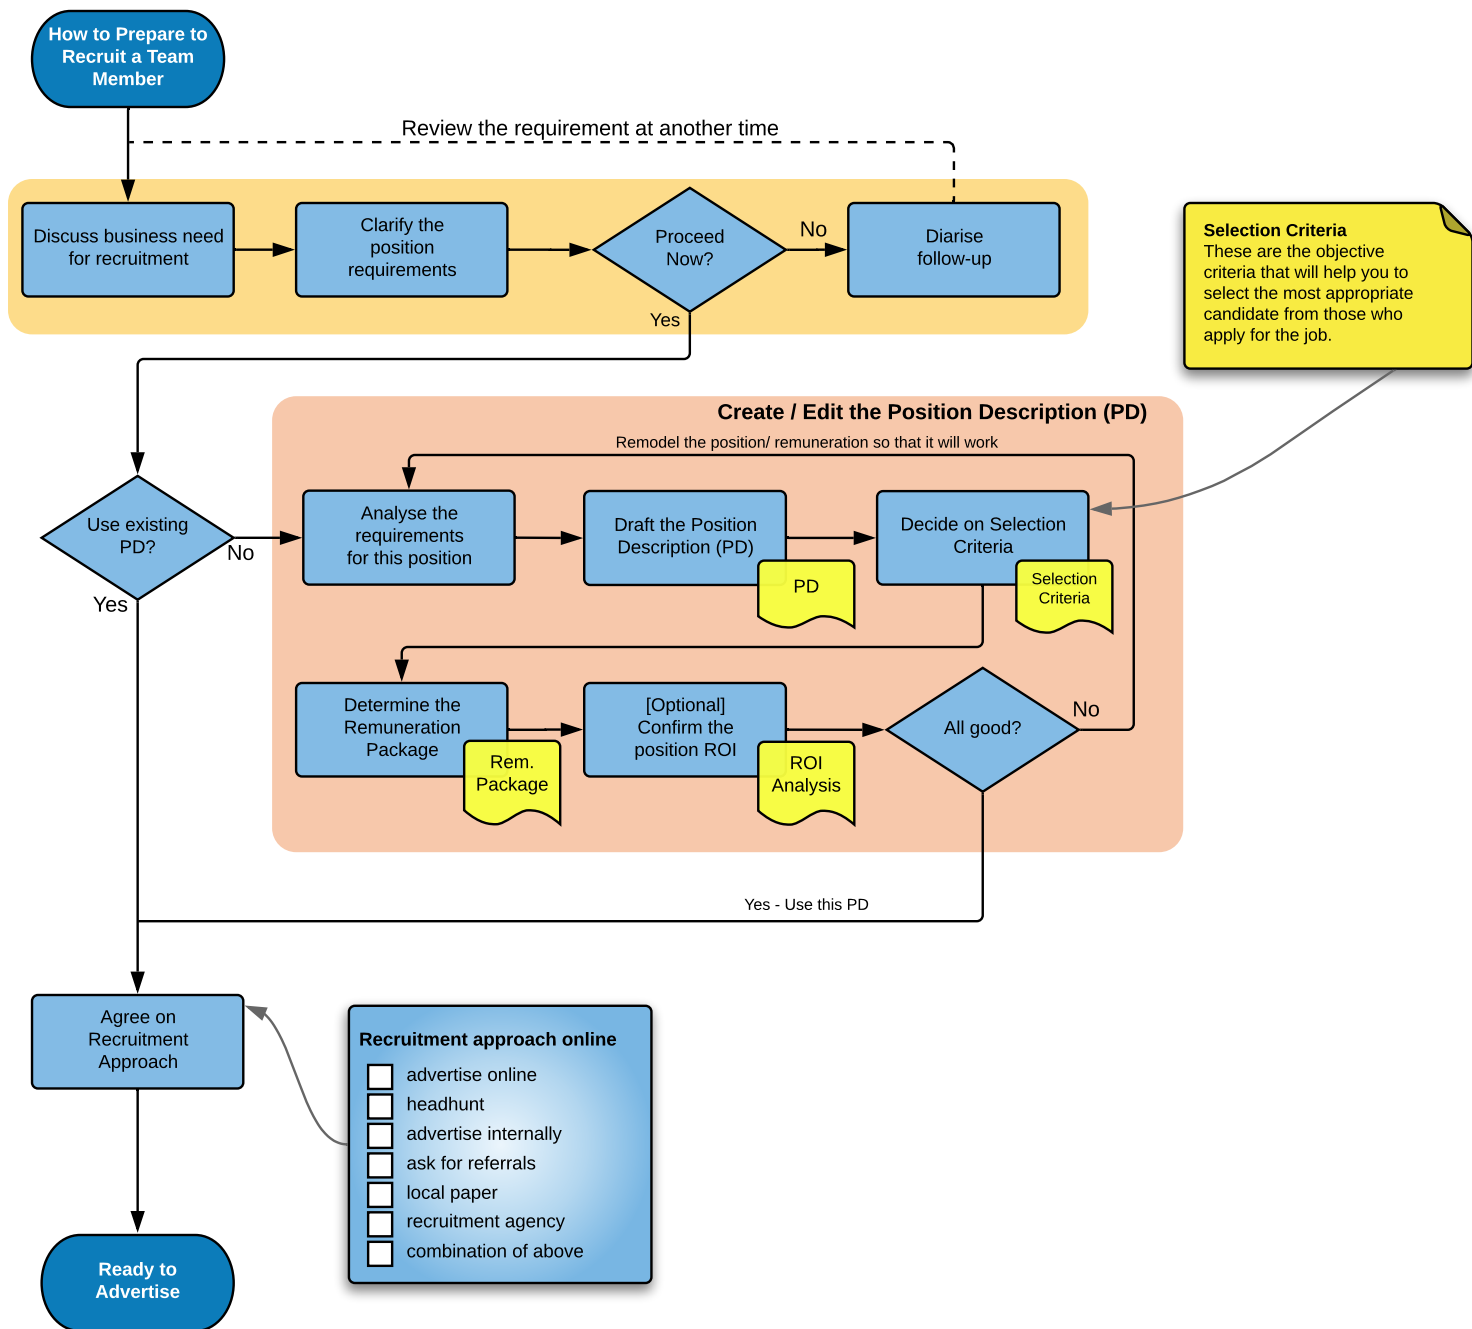 How to Prepare to
Recruit a Team
Member
Review the requirement at another time
Discuss business need
for recruitment
Clarify the
position
requirements
Proceed
Now?
No
Yes
Diarise
follow-up
Selection Criteria
These are the objective
criteria that will help you to
select the most appropriate
candidate from those who
apply for the job.
Create / Edit the Position Description (PD)
Remodel the position/ remuneration so that it will work
Use existing
PD?
No
Yes
Analyse the
requirements
for this position
Draft the Position
Description (PD)
PD
Decide on Selection
Criteria
Selection
Criteria
Determine the
Remuneration
Package
Rem.
Package
[Optional]
Confirm the
position ROI
ROI
Analysis
All good?
No
Yes - Use this PD
Agree on
Recruitment
Approach
Recruitment approach online
advertise online
headhunt
advertise internally
ask for referrals
local paper
recruitment agency
combination of above
Ready to
Advertise